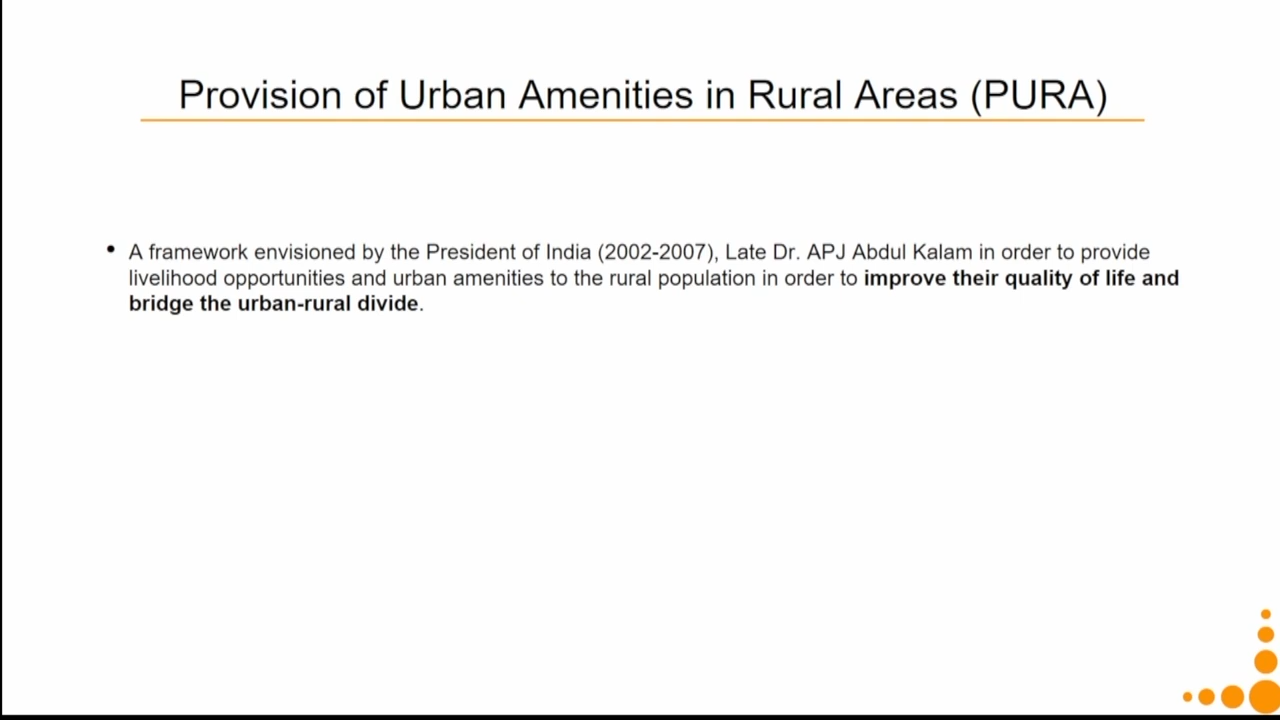 Provision of Urban Amenities in Rural Areas (PURA)
• A framework envisioned by the President of India (2002-2007), Late Dr. APJ Abdul Kalam in order to provide
livelihood opportunities and urban amenities to the rural population in order to improve their quality of life and
bridge the urban-rural divide.